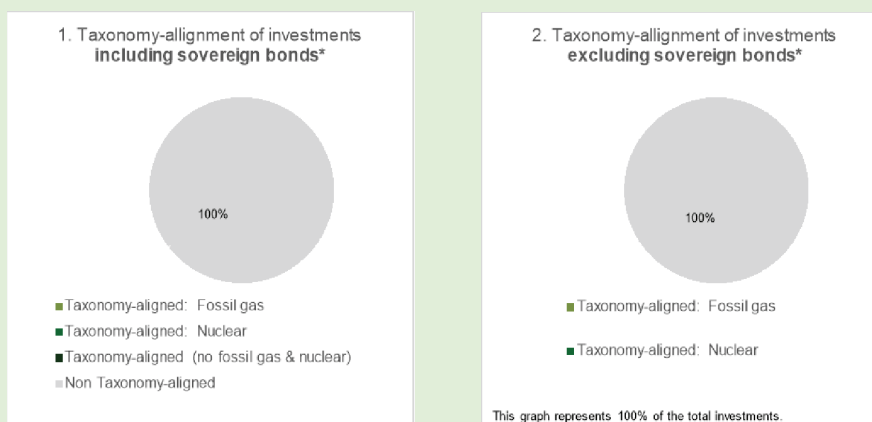 1. Taxonomy-allignment of investments
including sovereign bonds*
100%
Taxonomy-aligned: Fossil gas
Taxonomy-aligned: Nuclear
Taxonomy-aligned (no fossil gas & nuclear)
Non Taxonomy-aligned
2. Taxonomy-allignment of investments
excluding sovereign bonds*
100%
Taxonomy-aligned: Fossil gas
Taxonomy-aligned: Nuclear
This graph represents 100% of the total investments.